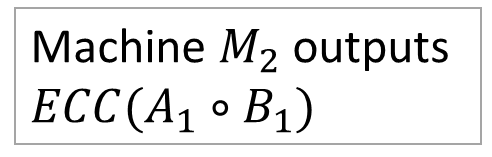 Machine M₂ outputs
ECC(A₁ ∘ B₁)